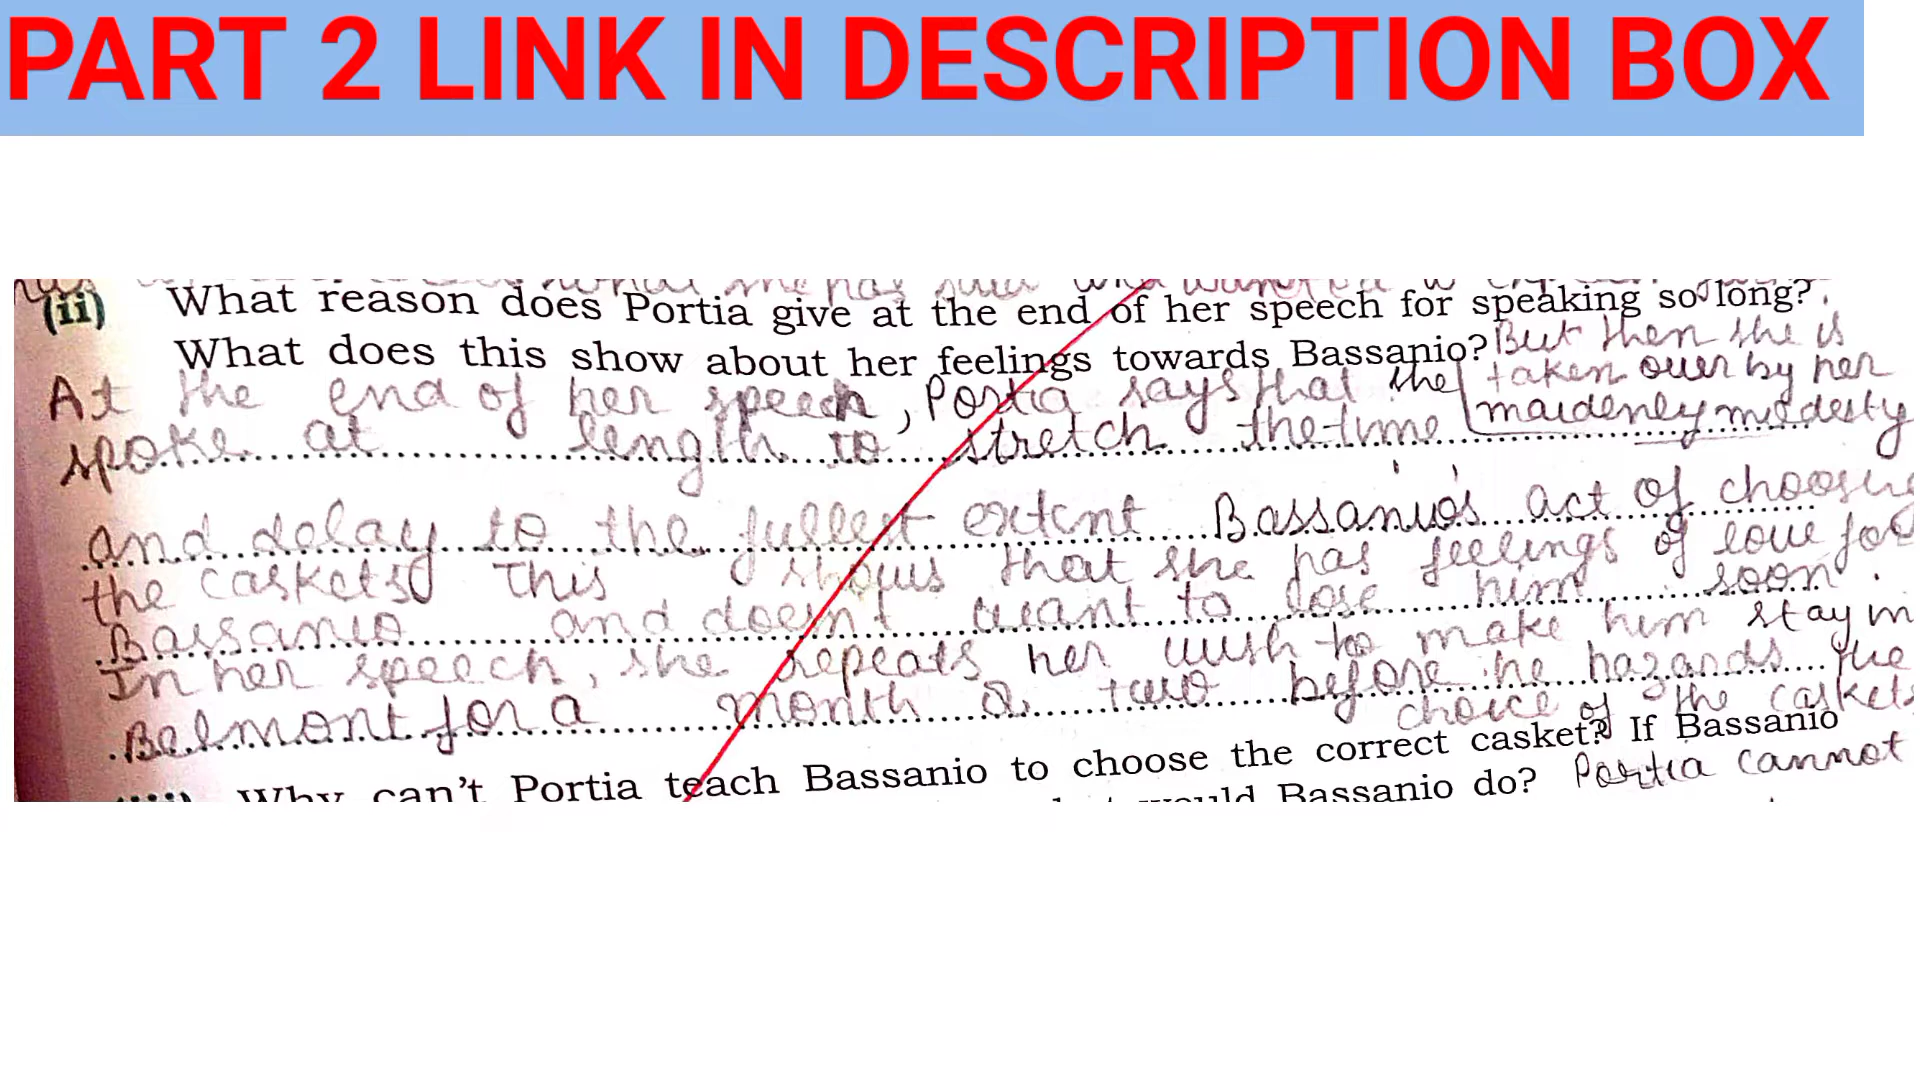 PART 2 LINK IN DESCRIPTION BOX
(ii) What reason does Portia give at the end of her speech for speaking so long?
What does this show about her feelings towards Bassanio?
But then she is
taken over by her
maidenly modesty
At the end of her speech, Portia says that she
spoke at length to stretch the time
and delay to the fullest extent Bassanio's act of choosing
the caskets This shows that she has feelings of love for
Bassanio and doesn't want to lose him soon.
In her speech, she repeats her wish to make him stay in
Belmont for a month or two before he hazards the
choice of the caskets
Why can't Portia teach Bassanio to choose the correct casket? If Bassanio
would Bassanio do? Portia cannot